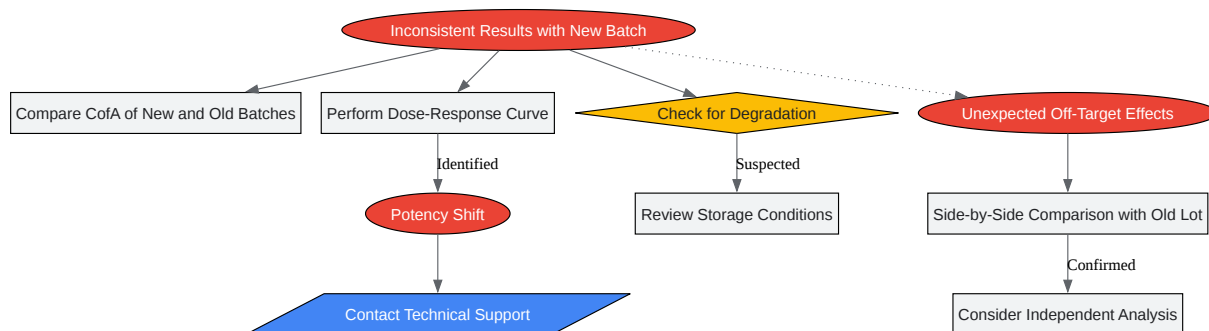 Inconsistent Results with New Batch
Compare CofA of New and Old Batches
Perform Dose-Response Curve
Check for Degradation
Unexpected Off-Target Effects
Identified
Suspected
Potency Shift
Review Storage Conditions
Side-by-Side Comparison with Old Lot
Confirmed
Contact Technical Support
Consider Independent Analysis